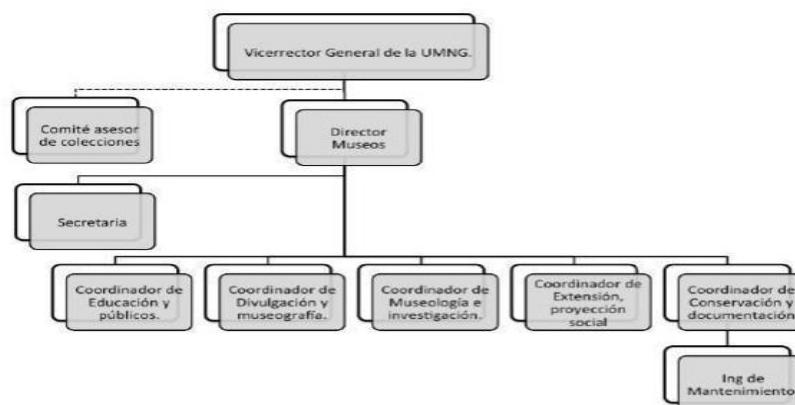 Vicerrector General de la UMNG.
Comité asesor
de colecciones
Director
Museos
Secretaria
Coordinador de
Educación y
públicos.
Coordinador de
Divulgación y
museografía.
Coordinador de
Museología e
investigación.
Coordinador de
Extensión,
proyección
social
Coordinador de
Conservación y
documentación
Ing de
Mantenimiento